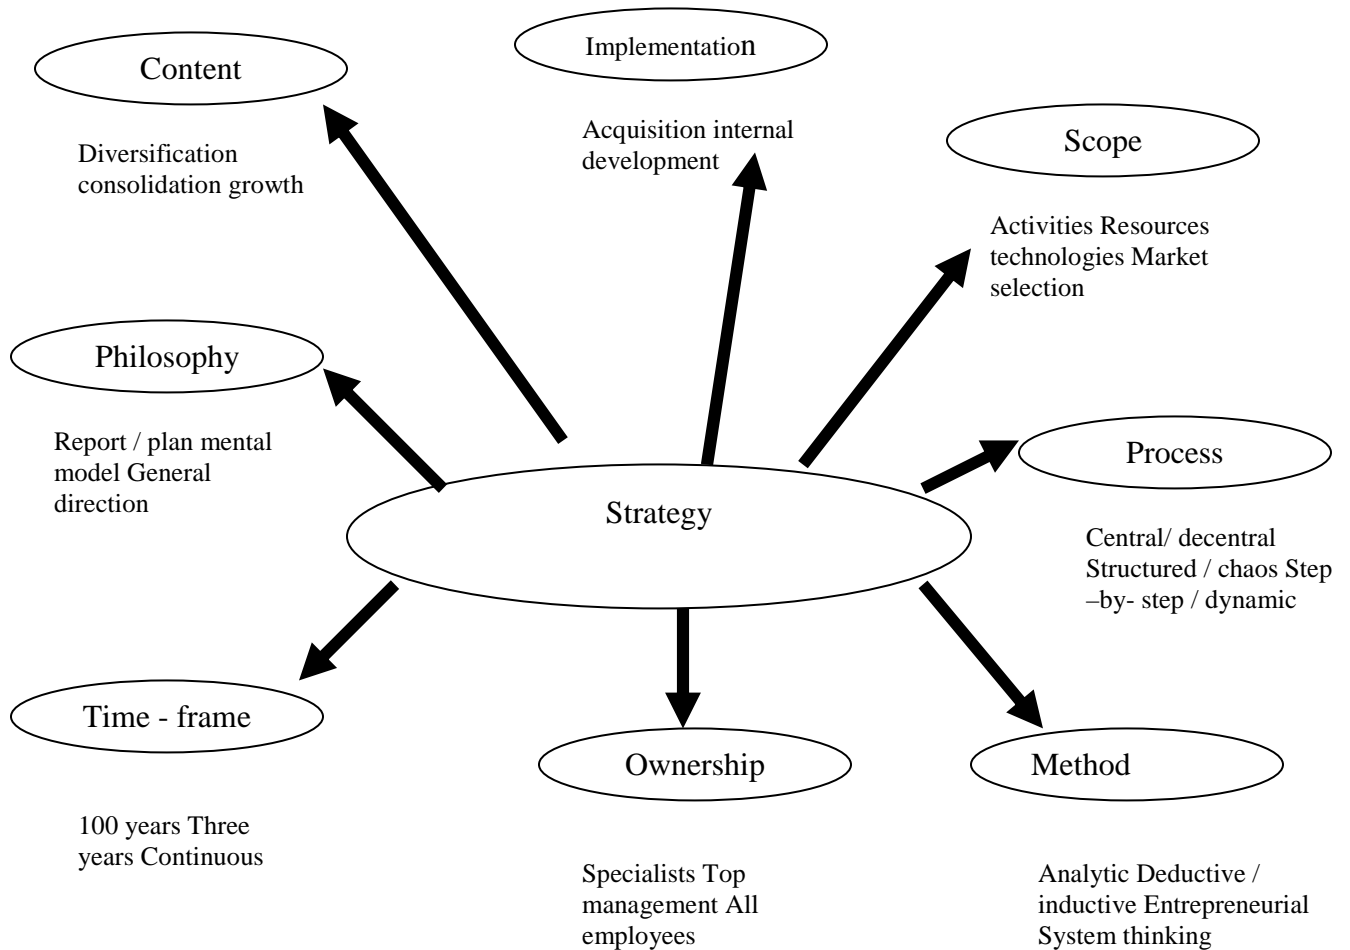 Content
Diversification
consolidation growth
Implementation
Acquisition internal
development
Scope
Activities Resources
technologies Market
selection
Philosophy
Report / plan mental
model General
direction
Strategy
Process
Central/ decentral
Structured / chaos Step
–by- step / dynamic
Time - frame
100 years Three
years Continuous
Ownership
Specialists Top
management All
employees
Method
Analytic Deductive /
inductive Entrepreneurial
System thinking